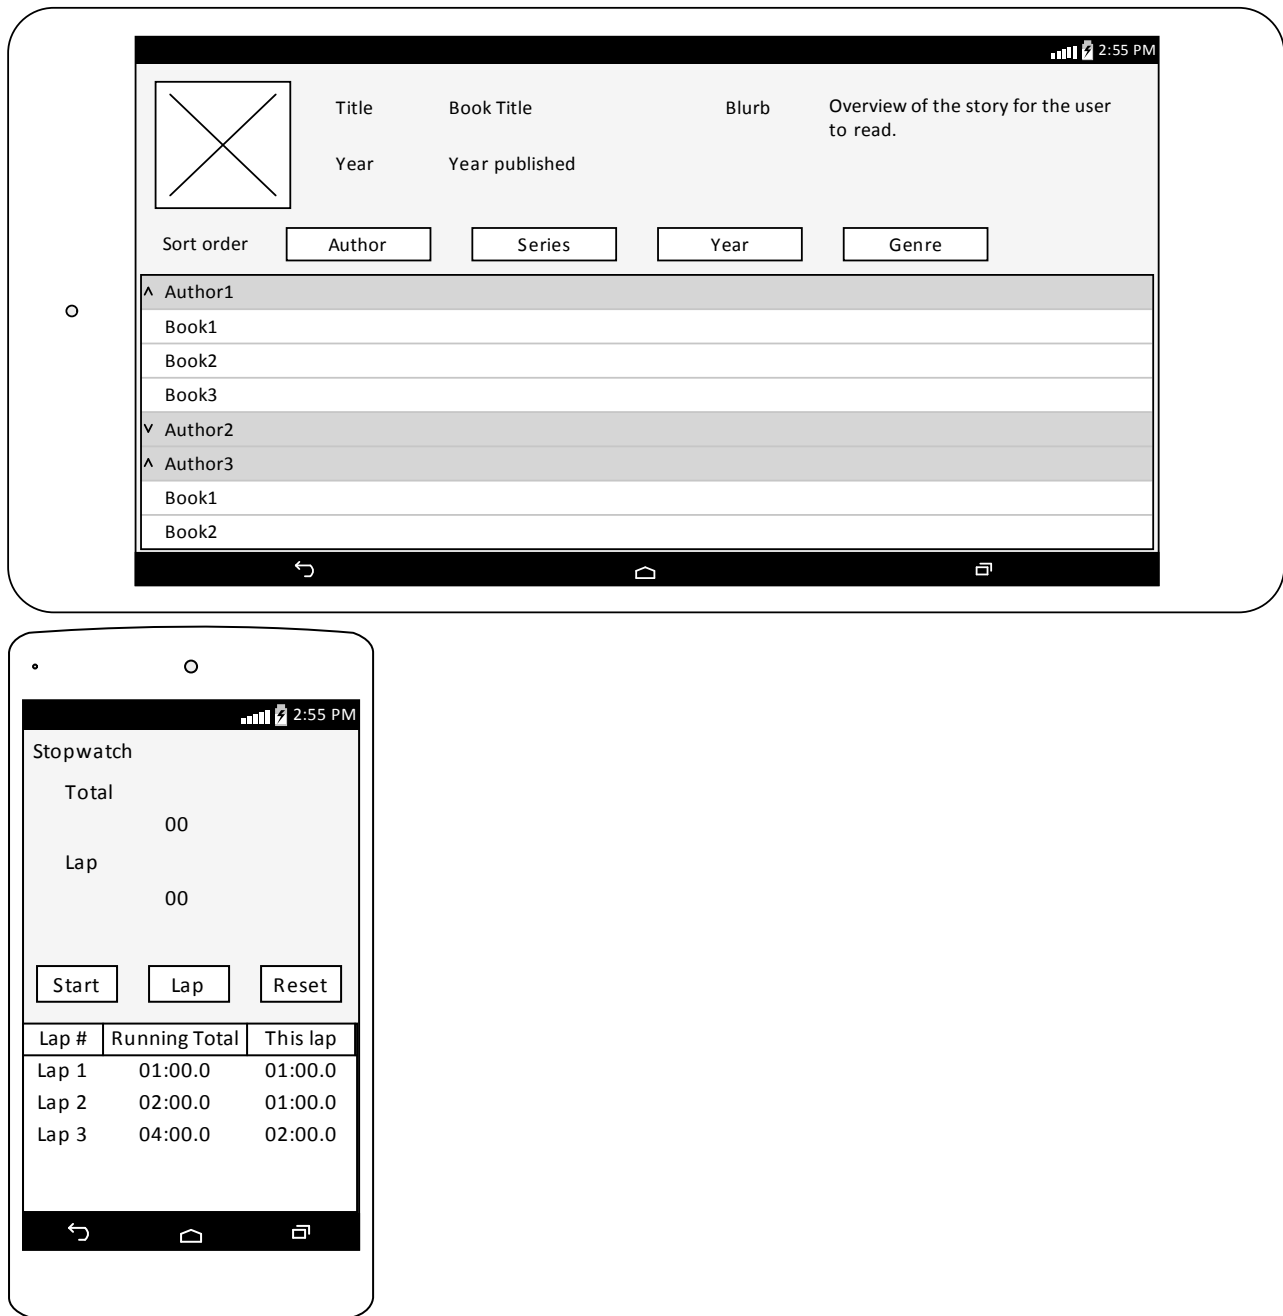 2:55 PM
Title Book Title Blurb Overview of the story for the user
to read.
Year Year published
Sort order Author Series Year Genre
^ Author1
Book1
Book2
Book3
v Author2
^ Author3
Book1
Book2
2:55 PM
Stopwatch
Total
00
Lap
00
Start Lap Reset
Lap # Running Total This lap
Lap 1 01:00.0 01:00.0
Lap 2 02:00.0 01:00.0
Lap 3 04:00.0 02:00.0